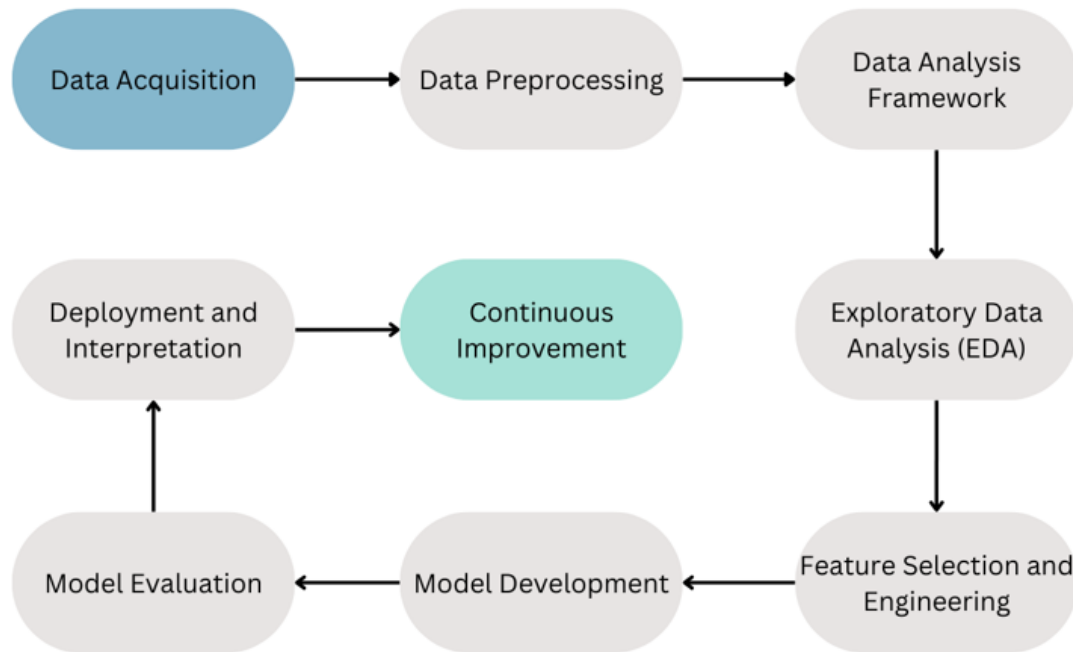 Data Acquisition
Data Preprocessing
Data Analysis
Framework
Deployment and
Interpretation
Continuous
Improvement
Exploratory Data
Analysis (EDA)
Model Evaluation
Model Development
Feature Selection and
Engineering